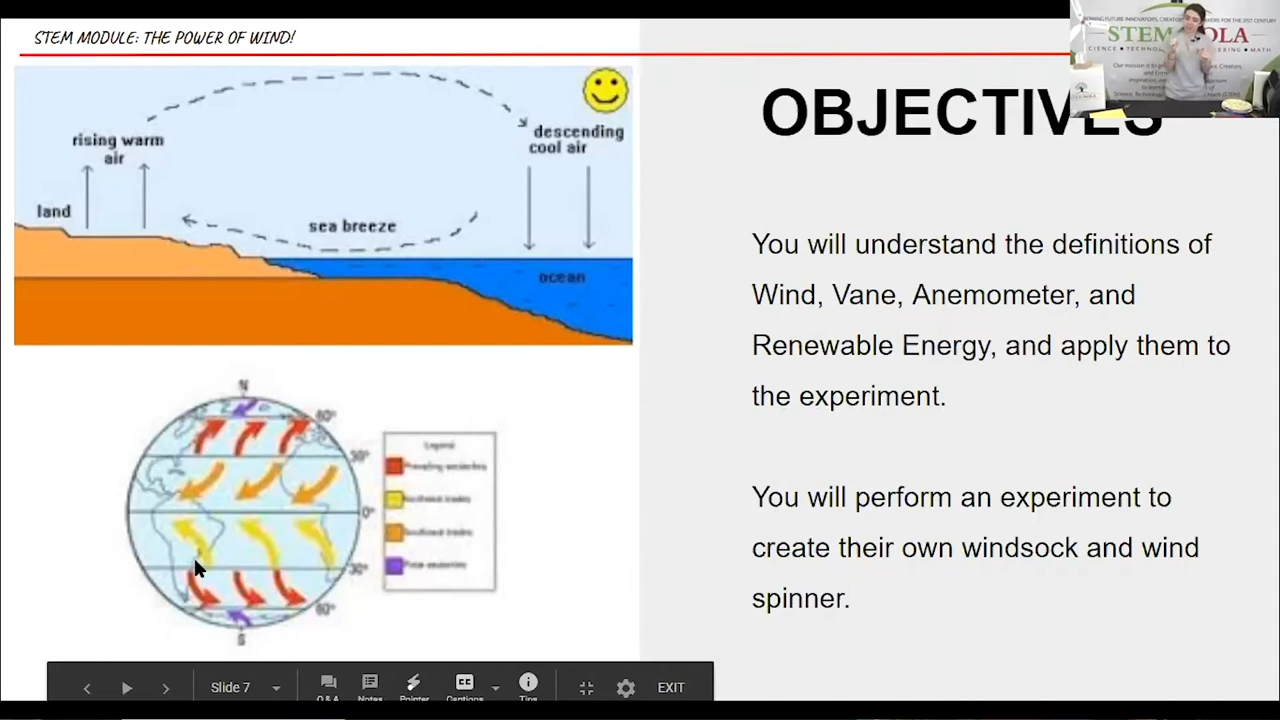 STEM MODULE: THE POWER OF WIND!
rising warm
air
descending
cool air
land
sea breeze
ocean
N
60°
30°
0°
30°
60°
S
Legend
OBJECTIVES
You will understand the definitions of
Wind, Vane, Anemometer, and
Renewable Energy, and apply them to
the experiment.
You will perform an experiment to
create their own windsock and wind
spinner.
STEM
OLA
Slide 7
Q & A
Notes
Pointer
Captions
Tips
EXIT